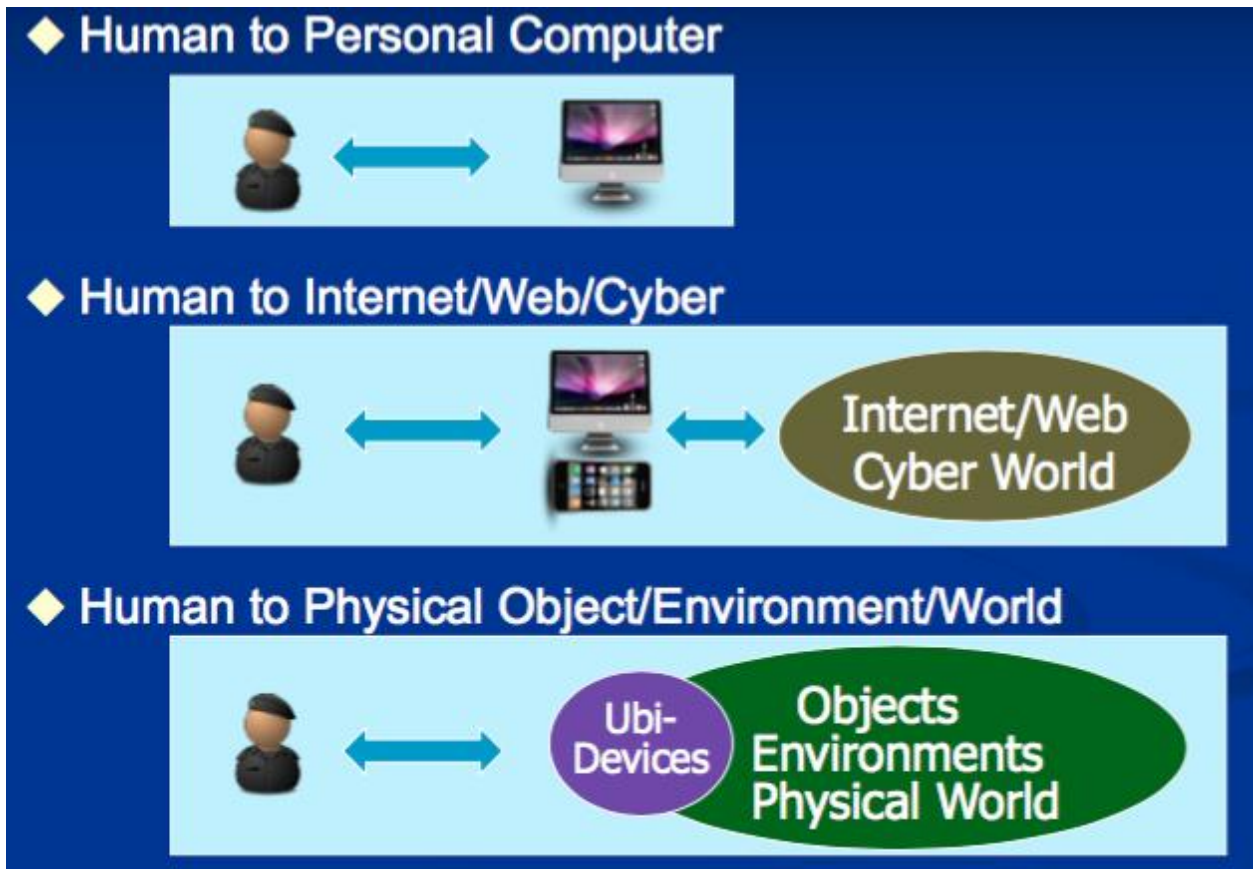 Human to Personal Computer
Human to Internet/Web/Cyber
Internet/Web
Cyber World
Human to Physical Object/Environment/World
Ubi-
Devices
Objects
Environments
Physical World